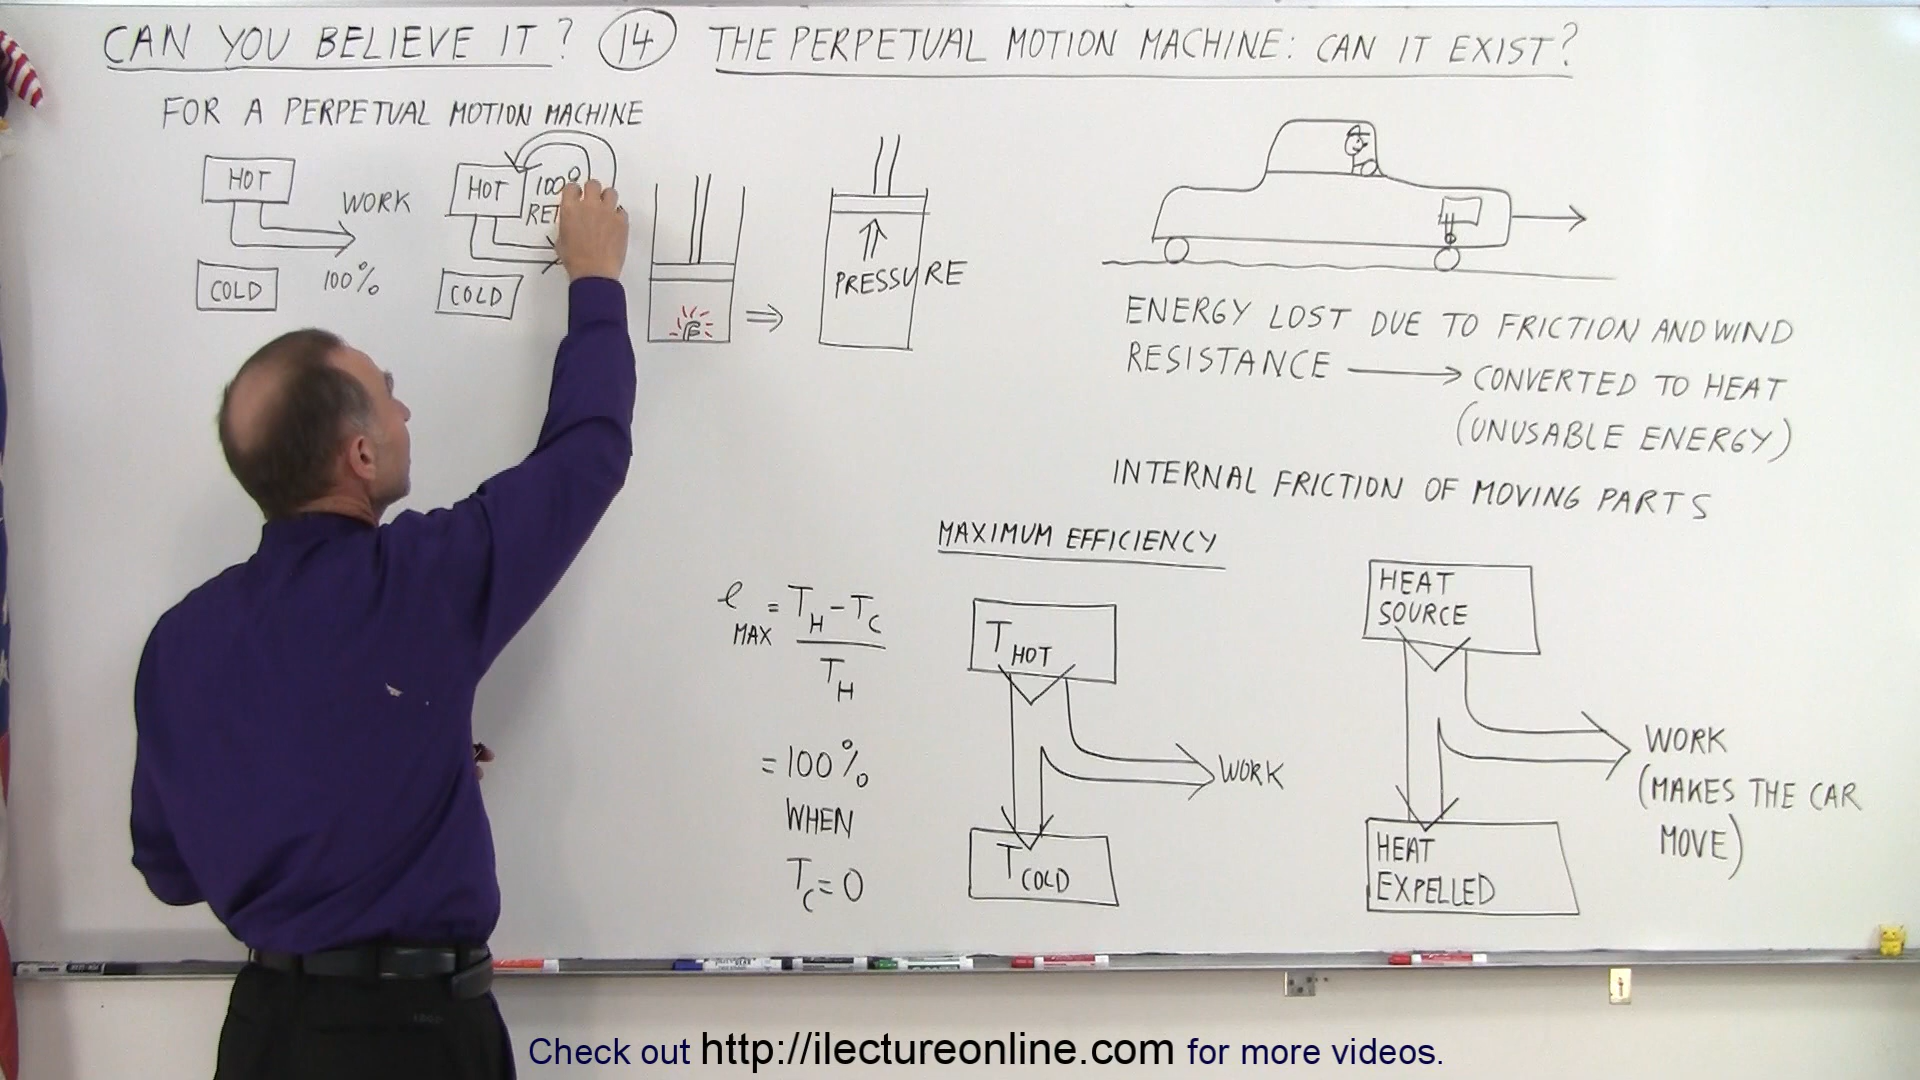 CAN YOU BELIEVE IT? 14 THE PERPETUAL MOTION MACHINE: CAN IT EXIST?
FOR A PERPETUAL MOTION MACHINE
HOT
WORK
100%
COLD
HOT
100%
COLD
PRESSURE
ENERGY LOST DUE TO FRICTION AND WIND
RESISTANCE → CONVERTED TO HEAT
(UNUSABLE ENERGY)
INTERNAL FRICTION OF MOVING PARTS
MAXIMUM EFFICIENCY
e MAX = TH - TC
TH
= 100%
WHEN
TC = 0
T HOT
WORK
T COLD
HEAT
SOURCE
WORK
(MAKES THE CAR
MOVE)
HEAT
EXPELLED
Check out http://ilectureonline.com for more videos.